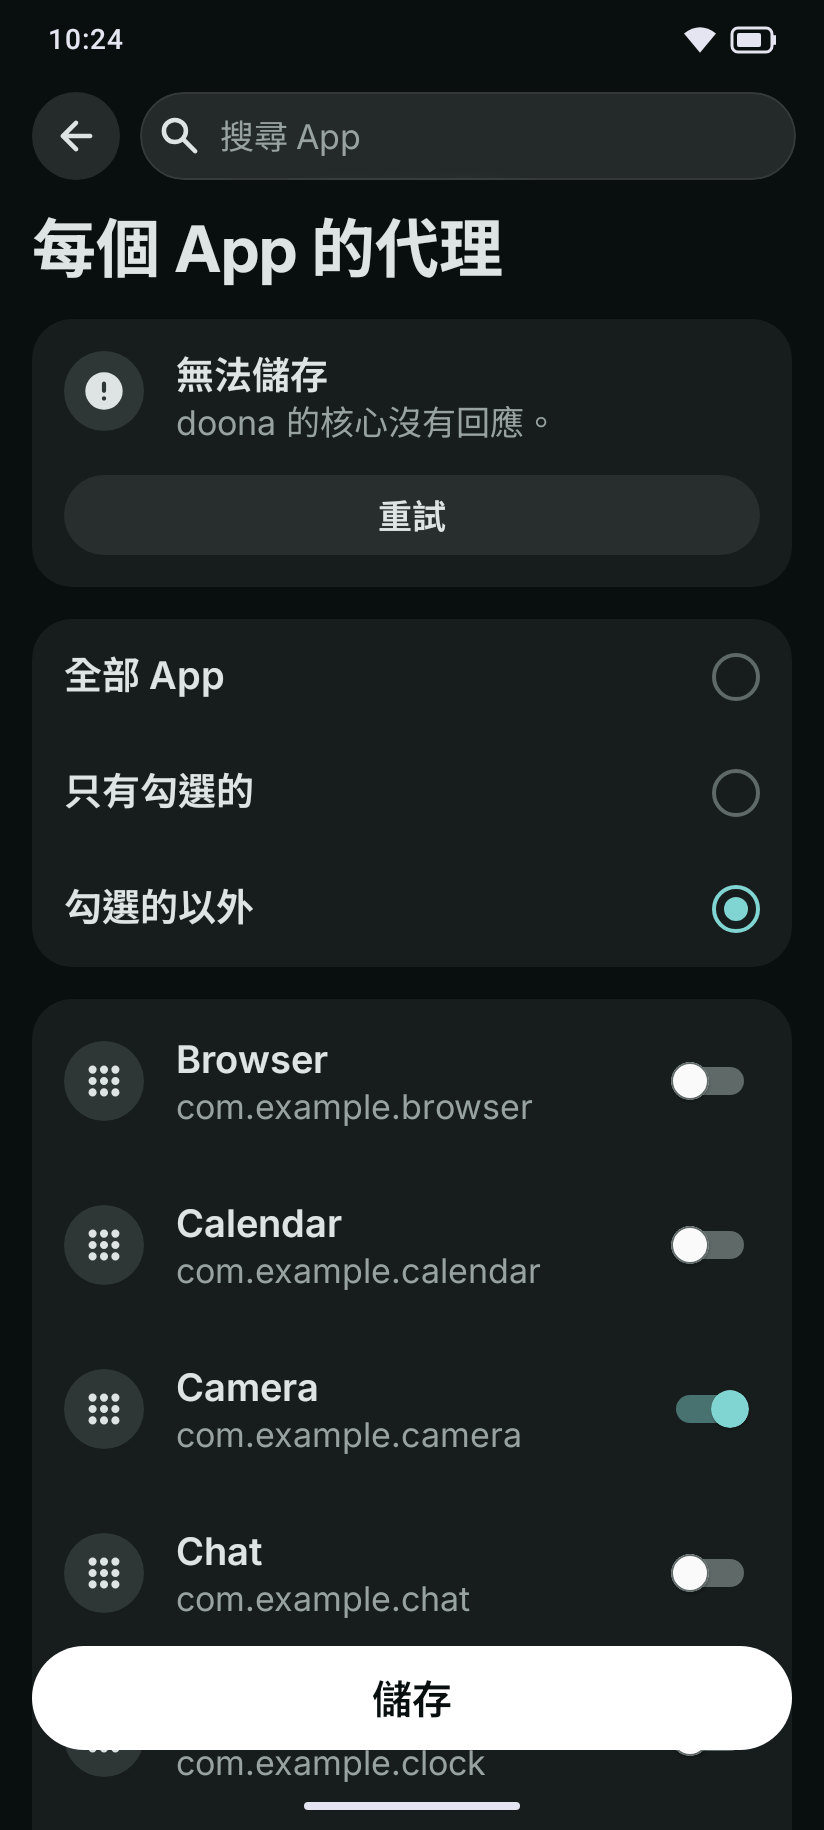 10:24
搜尋 App
每個 App 的代理
無法儲存
doona 的核心沒有回應。
重試
全部 App
只有勾選的
勾選的以外
Browser
com.example.browser
Calendar
com.example.calendar
Camera
com.example.camera
Chat
com.example.chat
儲存
com.example.clock